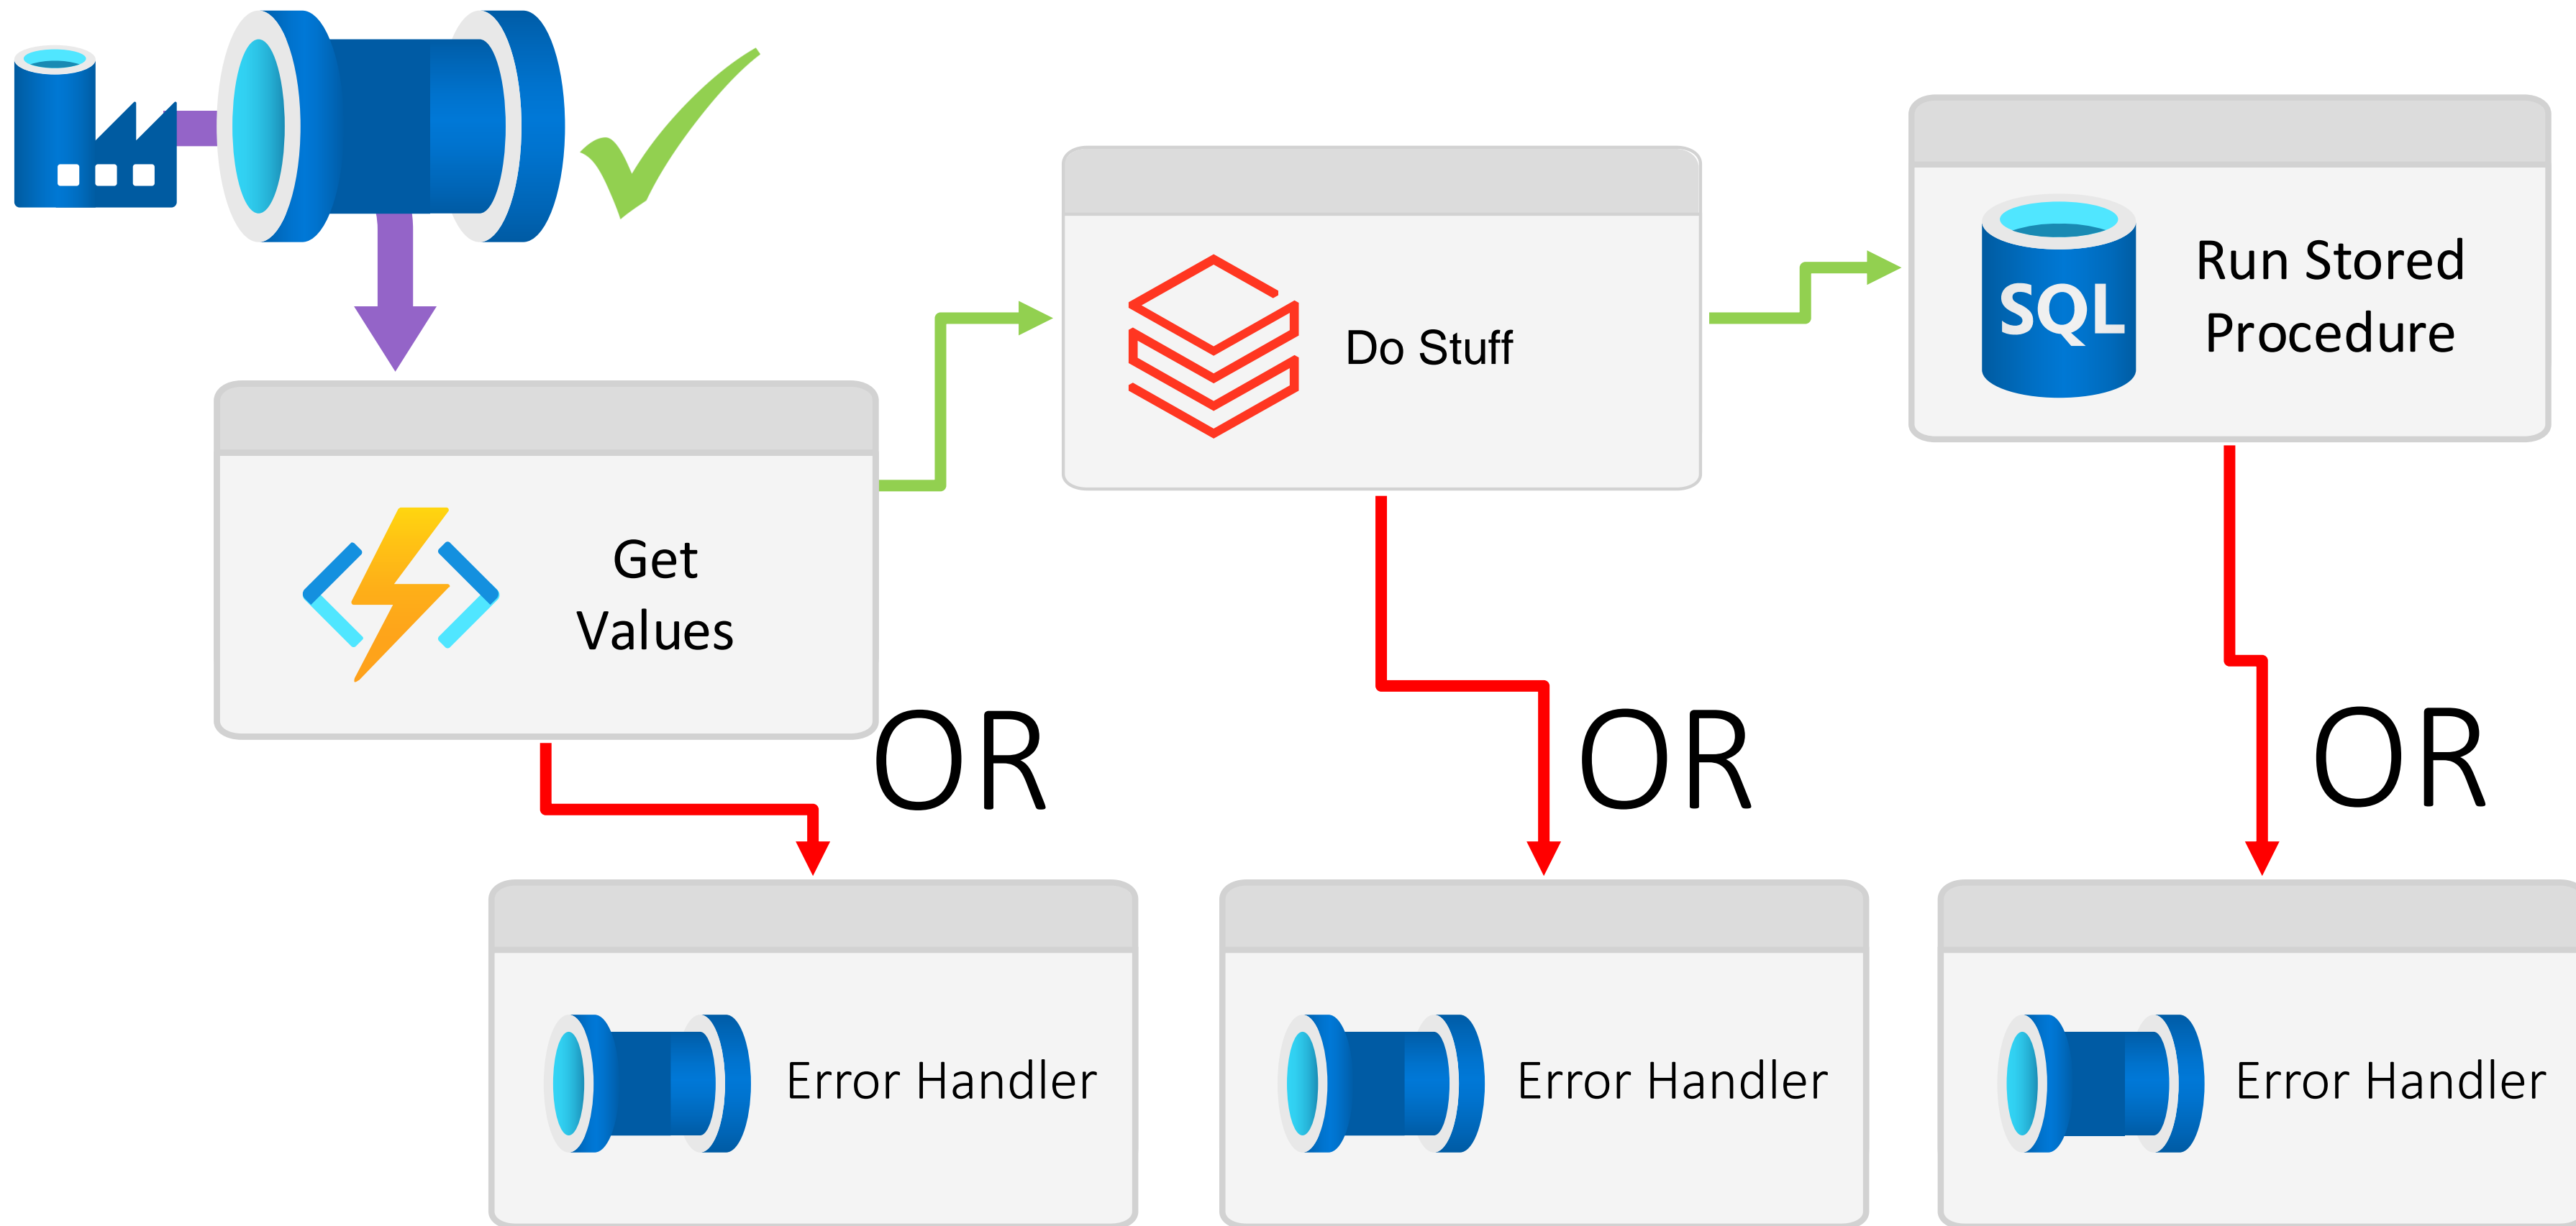 Run Stored
Procedure
SQL
Do Stuff
Get
Values
OR
OR
OR
Error Handler
Error Handler
Error Handler